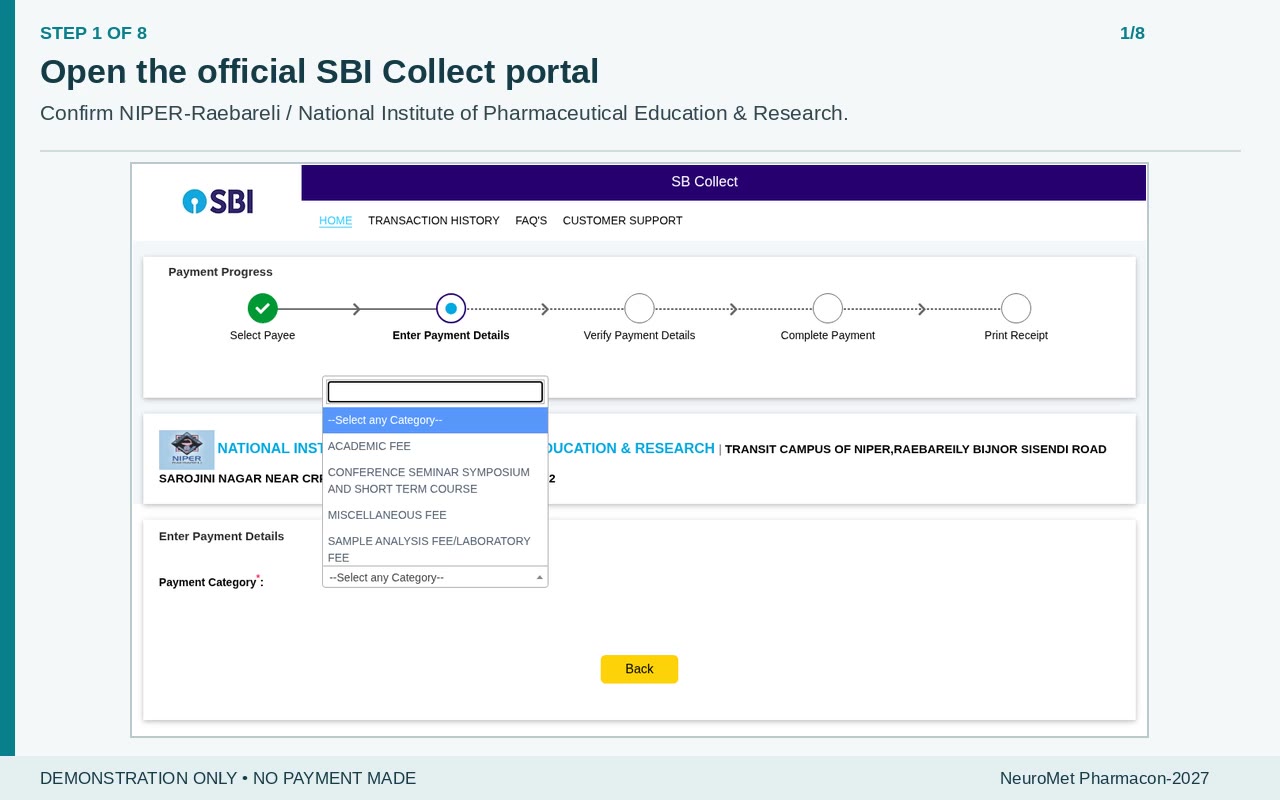 STEP 1 OF 8
1/8
Open the official SBI Collect portal
Confirm NIPER-Raebareli / National Institute of Pharmaceutical Education & Research.
SBI
SB Collect
HOME TRANSACTION HISTORY FAQ'S CUSTOMER SUPPORT
Payment Progress
Select Payee Enter Payment Details Verify Payment Details Complete Payment Print Receipt
--Select any Category--
ACADEMIC FEE
CONFERENCE SEMINAR SYMPOSIUM
AND SHORT TERM COURSE
MISCELLANEOUS FEE
SAMPLE ANALYSIS FEE/LABORATORY
FEE
NIPER
NATIONAL INST DUCATION & RESEARCH | TRANSIT CAMPUS OF NIPER,RAEBAREILY BIJNOR SISENDI ROAD
SAROJINI NAGAR NEAR 2
Enter Payment Details
Payment Category*: --Select any Category--
Back
DEMONSTRATION ONLY • NO PAYMENT MADE
NeuroMet Pharmacon-2027